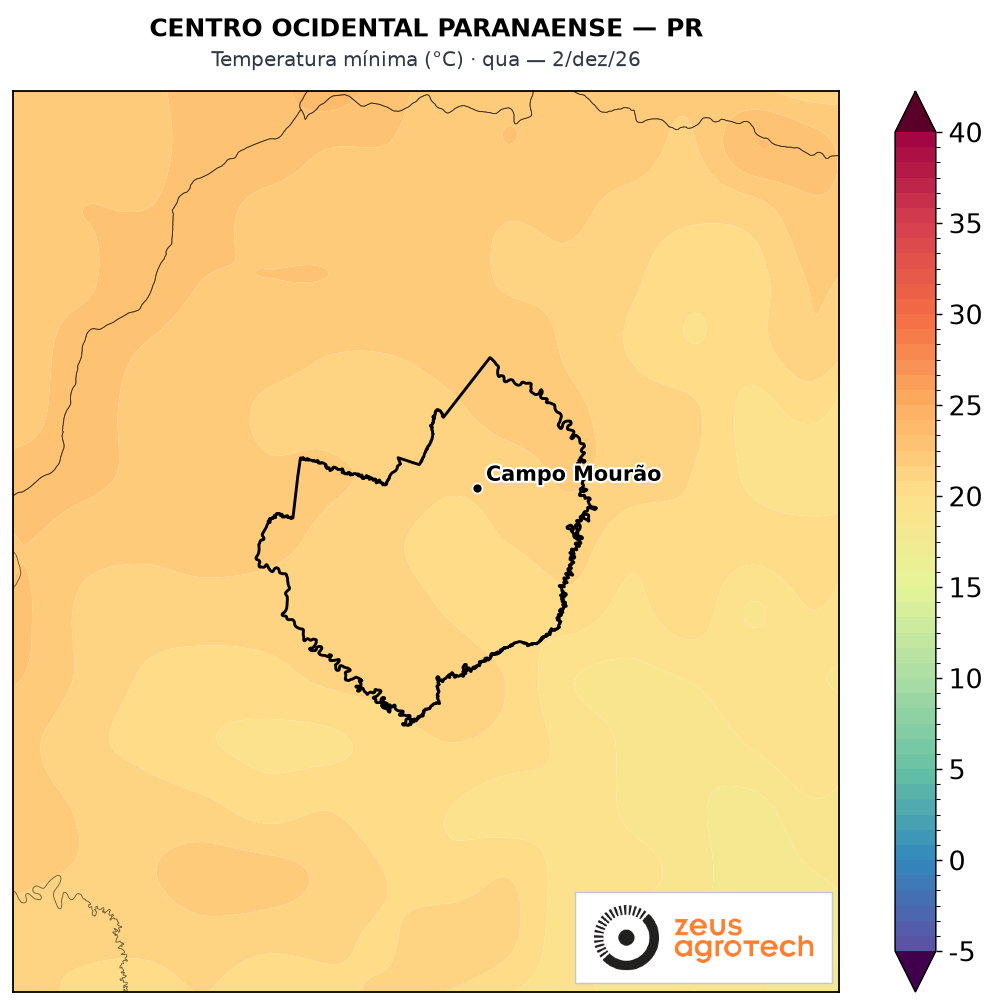 CENTRO OCIDENTAL PARANAENSE — PR
Temperatura mínima (°C) · qua — 2/dez/26
40
35
30
25
20
15
10
5
0
-5
Campo Mourão
zeus
agrotech